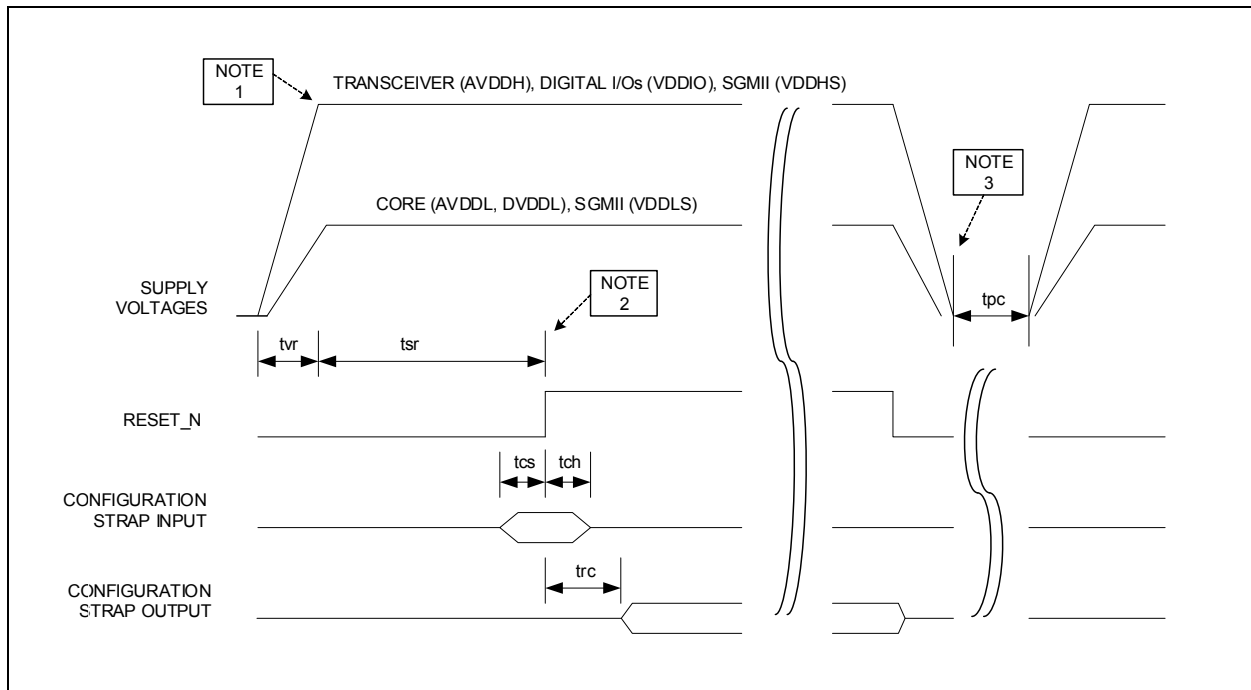 NOTE
1
TRANSCEIVER (AVDDH), DIGITAL I/Os (VDDIO), SGMII (VDDHS)
NOTE
3
CORE (AVDDL, DVDDL), SGMII (VDDLS)
SUPPLY
VOLTAGES
NOTE
2
tpc
tvr
tsr
RESET_N
tcs
tch
CONFIGURATION
STRAP INPUT
trc
CONFIGURATION
STRAP OUTPUT